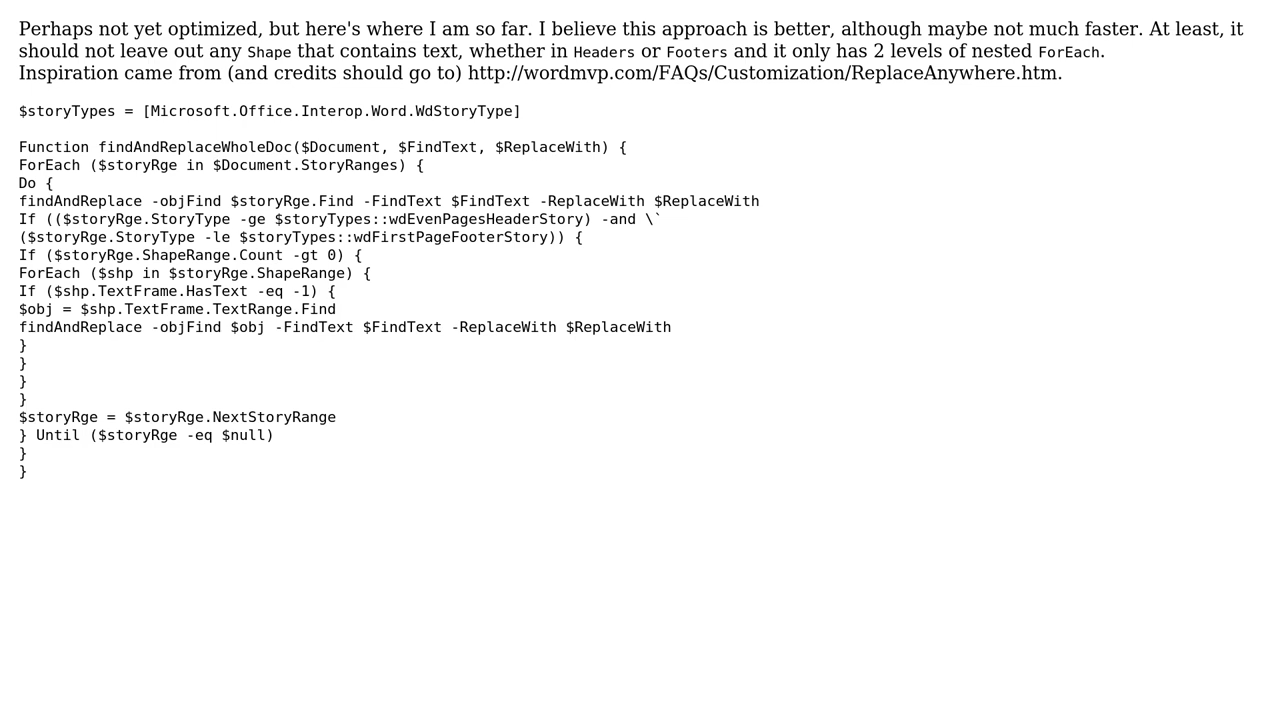 Perhaps not yet optimized, but here's where I am so far. I believe this approach is better, although maybe not much faster. At least, it
should not leave out any Shape that contains text, whether in Headers or Footers and it only has 2 levels of nested ForEach.
Inspiration came from (and credits should go to) http://wordmvp.com/FAQs/Customization/ReplaceAnywhere.htm.
$storyTypes = [Microsoft.Office.Interop.Word.WdStoryType]
Function findAndReplaceWholeDoc($Document, $FindText, $ReplaceWith) {
ForEach ($storyRge in $Document.StoryRanges) {
Do {
findAndReplace -objFind $storyRge.Find -FindText $FindText -ReplaceWith $ReplaceWith
If (($storyRge.StoryType -ge $storyTypes::wdEvenPagesHeaderStory) -and \`
($storyRge.StoryType -le $storyTypes::wdFirstPageFooterStory)) {
If ($storyRge.ShapeRange.Count -gt 0) {
ForEach ($shp in $storyRge.ShapeRange) {
If ($shp.TextFrame.HasText -eq -1) {
$obj = $shp.TextFrame.TextRange.Find
findAndReplace -objFind $obj -FindText $FindText -ReplaceWith $ReplaceWith
}
}
}
}
$storyRge = $storyRge.NextStoryRange
} Until ($storyRge -eq $null)
}
}